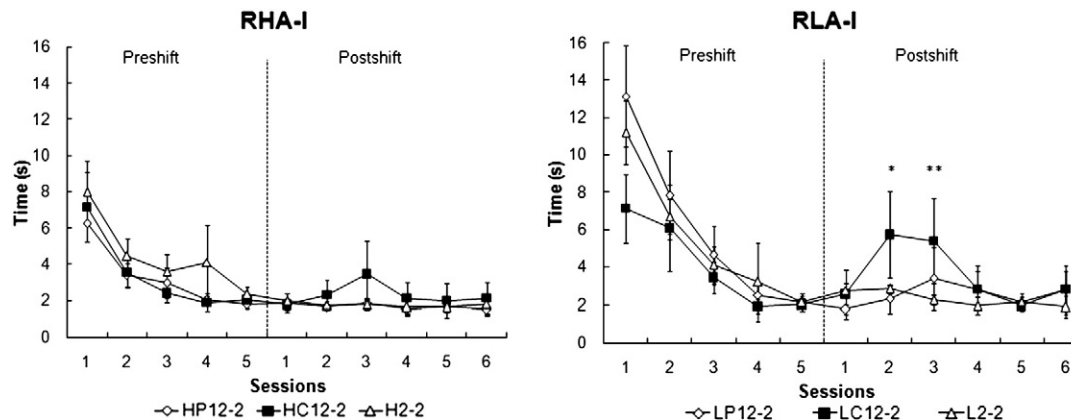 RHA-I
Time (s)
16
14
12
10
8
6
4
2
0
Preshift
Postshift
1 2 3 4 5 1 2 3 4 5 6
Sessions
HP12-2 HC12-2 H2-2
RLA-I
Time (s)
16
14
12
10
8
6
4
2
0
Preshift
Postshift
* **
1 2 3 4 5 1 2 3 4 5 6
Sessions
LP12-2 LC12-2 L2-2